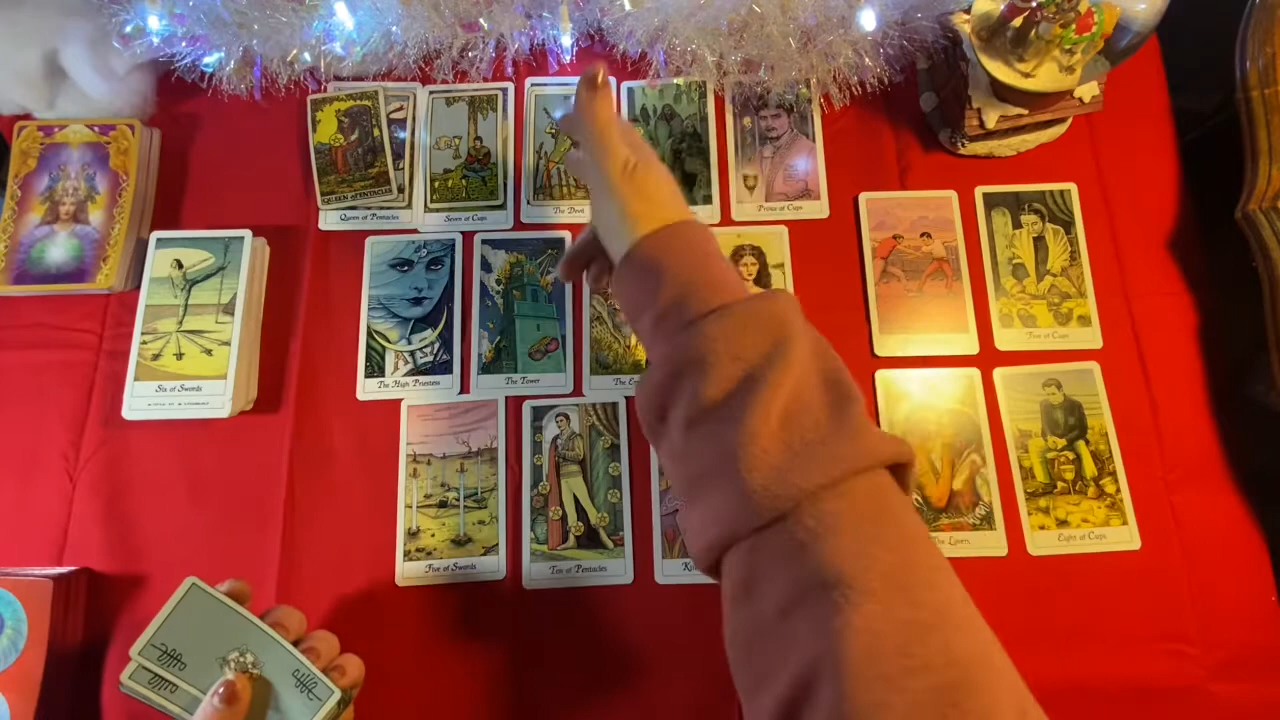 QUEEN of PENTACLES
Queen of Pentacles
Seven of Cups
The Devil
Prince of Cups
Six of Swords
The High Priestess
The Tower
Five of Cups
Five of Swords
Ten of Pentacles
The Lovers
Eight of Cups